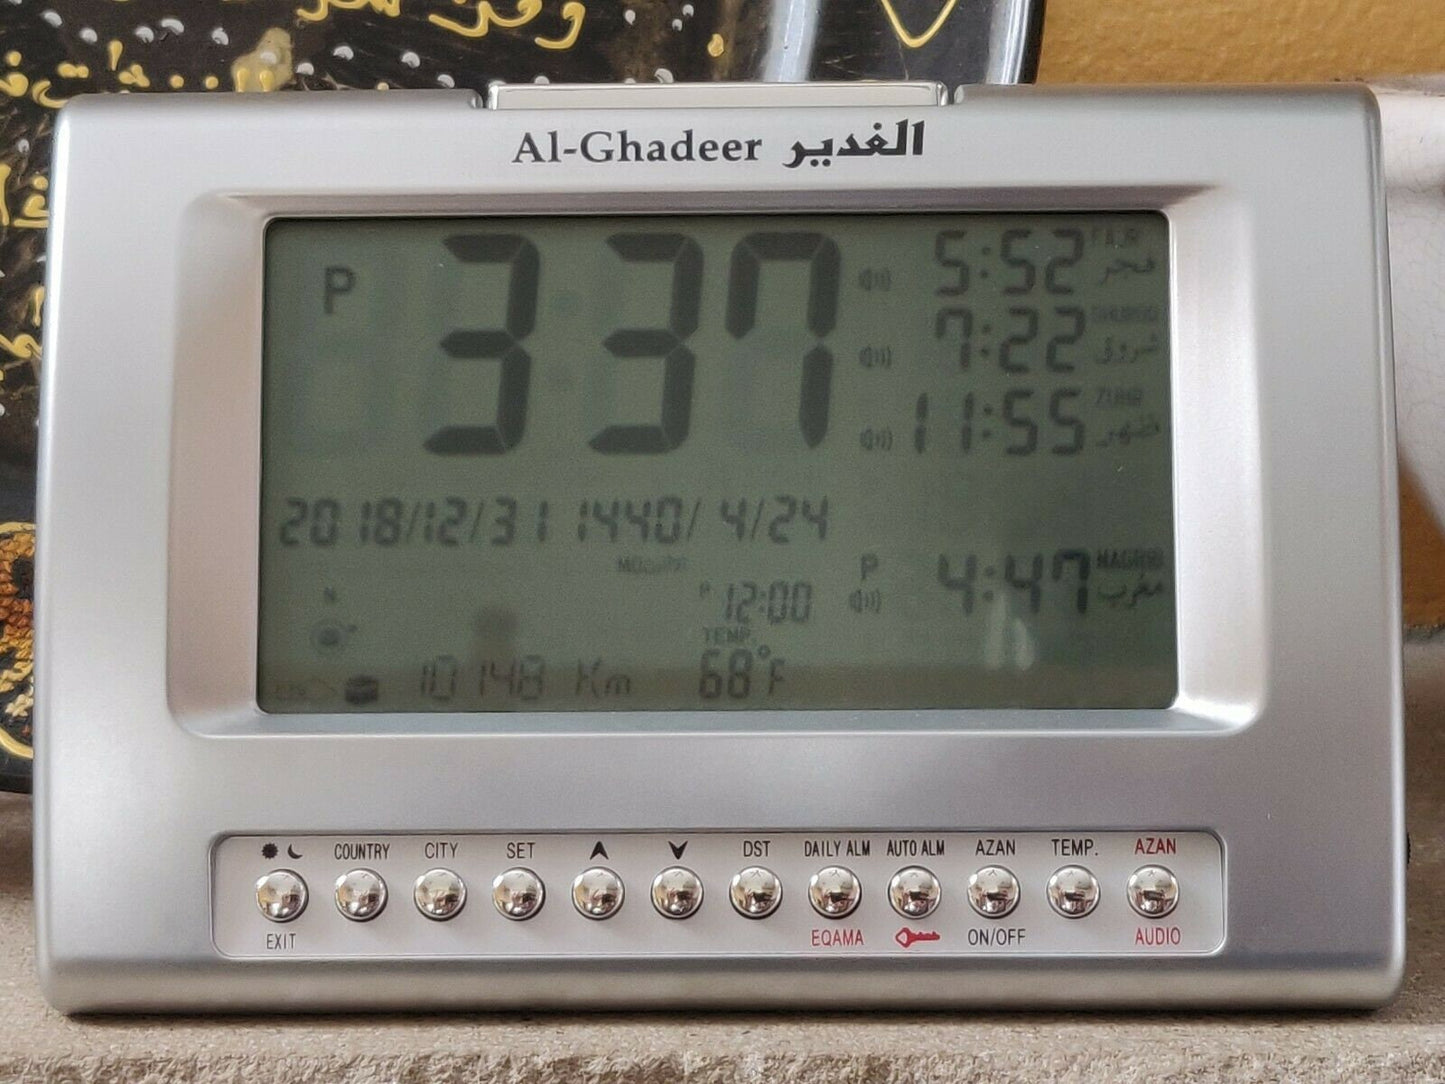 Al-Ghadeer الغدير
P 3:37
5:52 FAJR فجر
7:22 شروق
11:55 ZUHR ظهر
2018/12/31 1440/ 4/24
P 4:47 MAGRIB مغرب
N
P 12:00
TEMP.
10148 Km 68°F
COUNTRY CITY SET DST DAILY ALM AUTO ALM AZAN TEMP. AZAN
EXIT EQAMA ON/OFF AUDIO